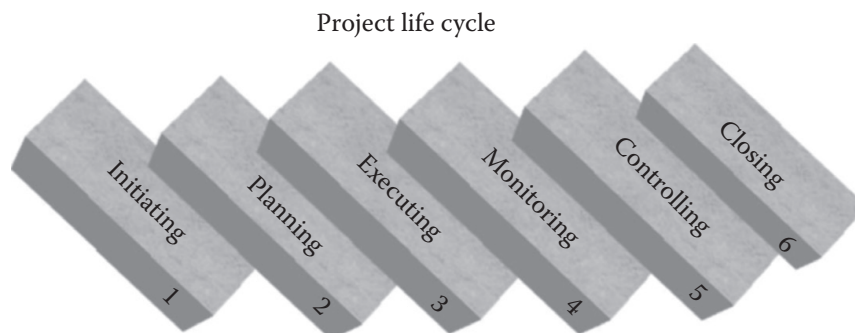 Project life cycle
Initiating
1
Planning
2
Executing
3
Monitoring
4
Controlling
5
Closing
6